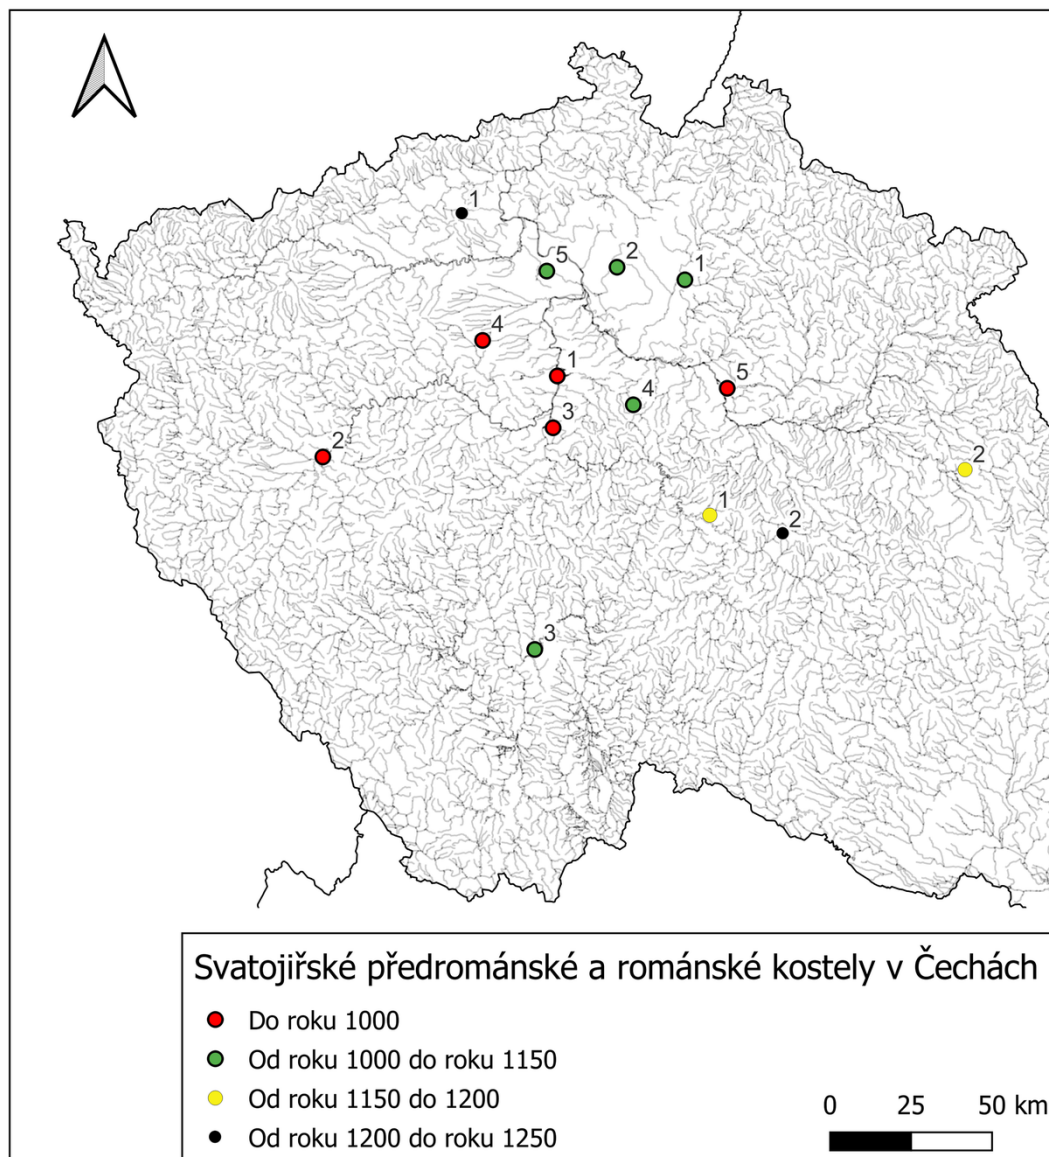 1
5
2
1
4
1
5
4
3
2
2
1
2
3
Svatojiřské předrománské a románské kostely v Čechách
Do roku 1000
Od roku 1000 do roku 1150
Od roku 1150 do 1200
Od roku 1200 do roku 1250
0 25 50 km